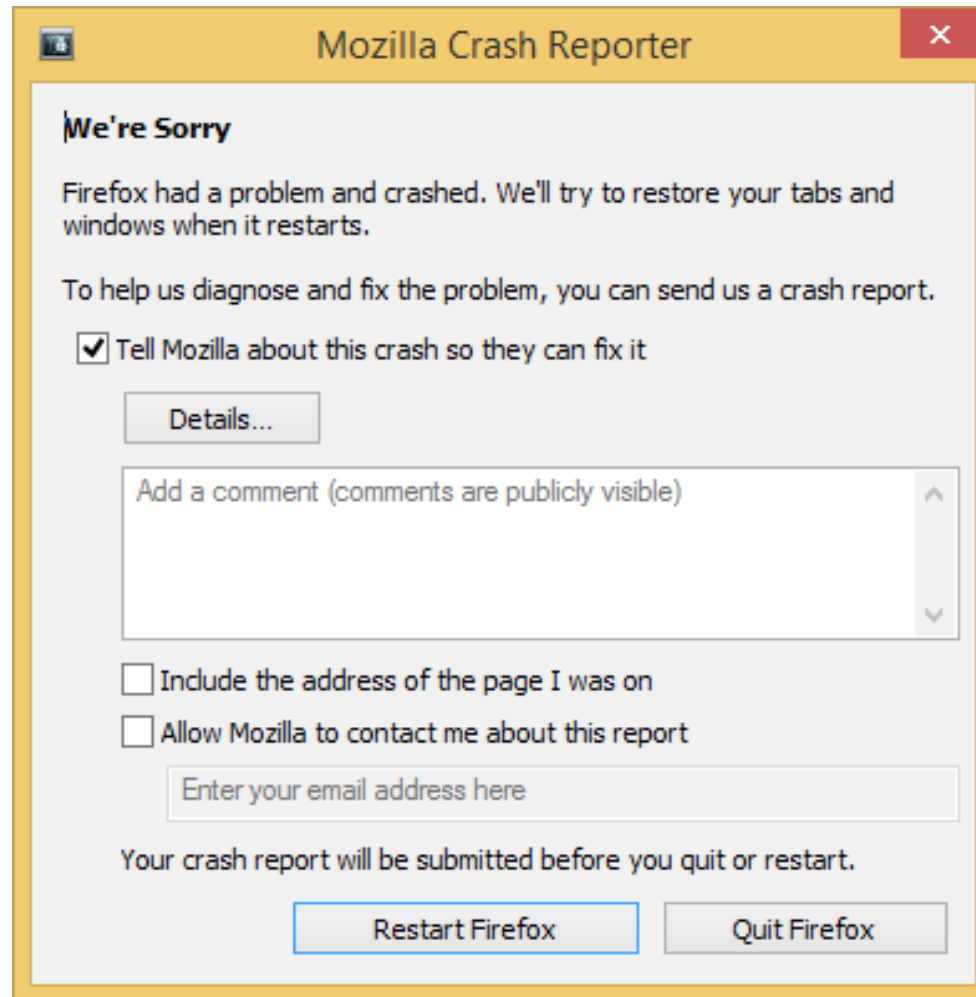 Mozilla Crash Reporter
We're Sorry
Firefox had a problem and crashed. We'll try to restore your tabs and
windows when it restarts.
To help us diagnose and fix the problem, you can send us a crash report.
Tell Mozilla about this crash so they can fix it
Details...
Add a comment (comments are publicly visible)
Include the address of the page I was on
Allow Mozilla to contact me about this report
Enter your email address here
Your crash report will be submitted before you quit or restart.
Restart Firefox
Quit Firefox